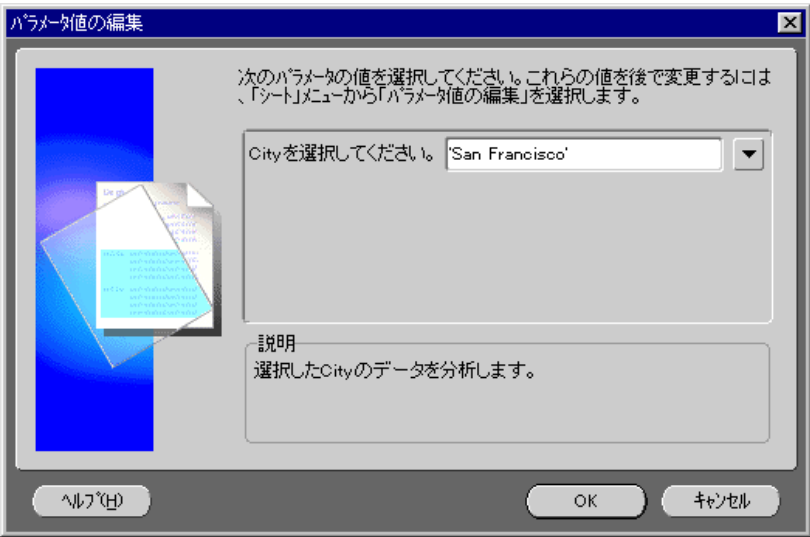 パラメータ値の編集
次のパラメータの値を選択してください。これらの値を後で変更するには
、「シート」メニューから「パラメータ値の編集」を選択します。
Cityを選択してください。 'San Francisco'
説明
選択したCityのデータを分析します。
ヘルプ(H) OK キャンセル